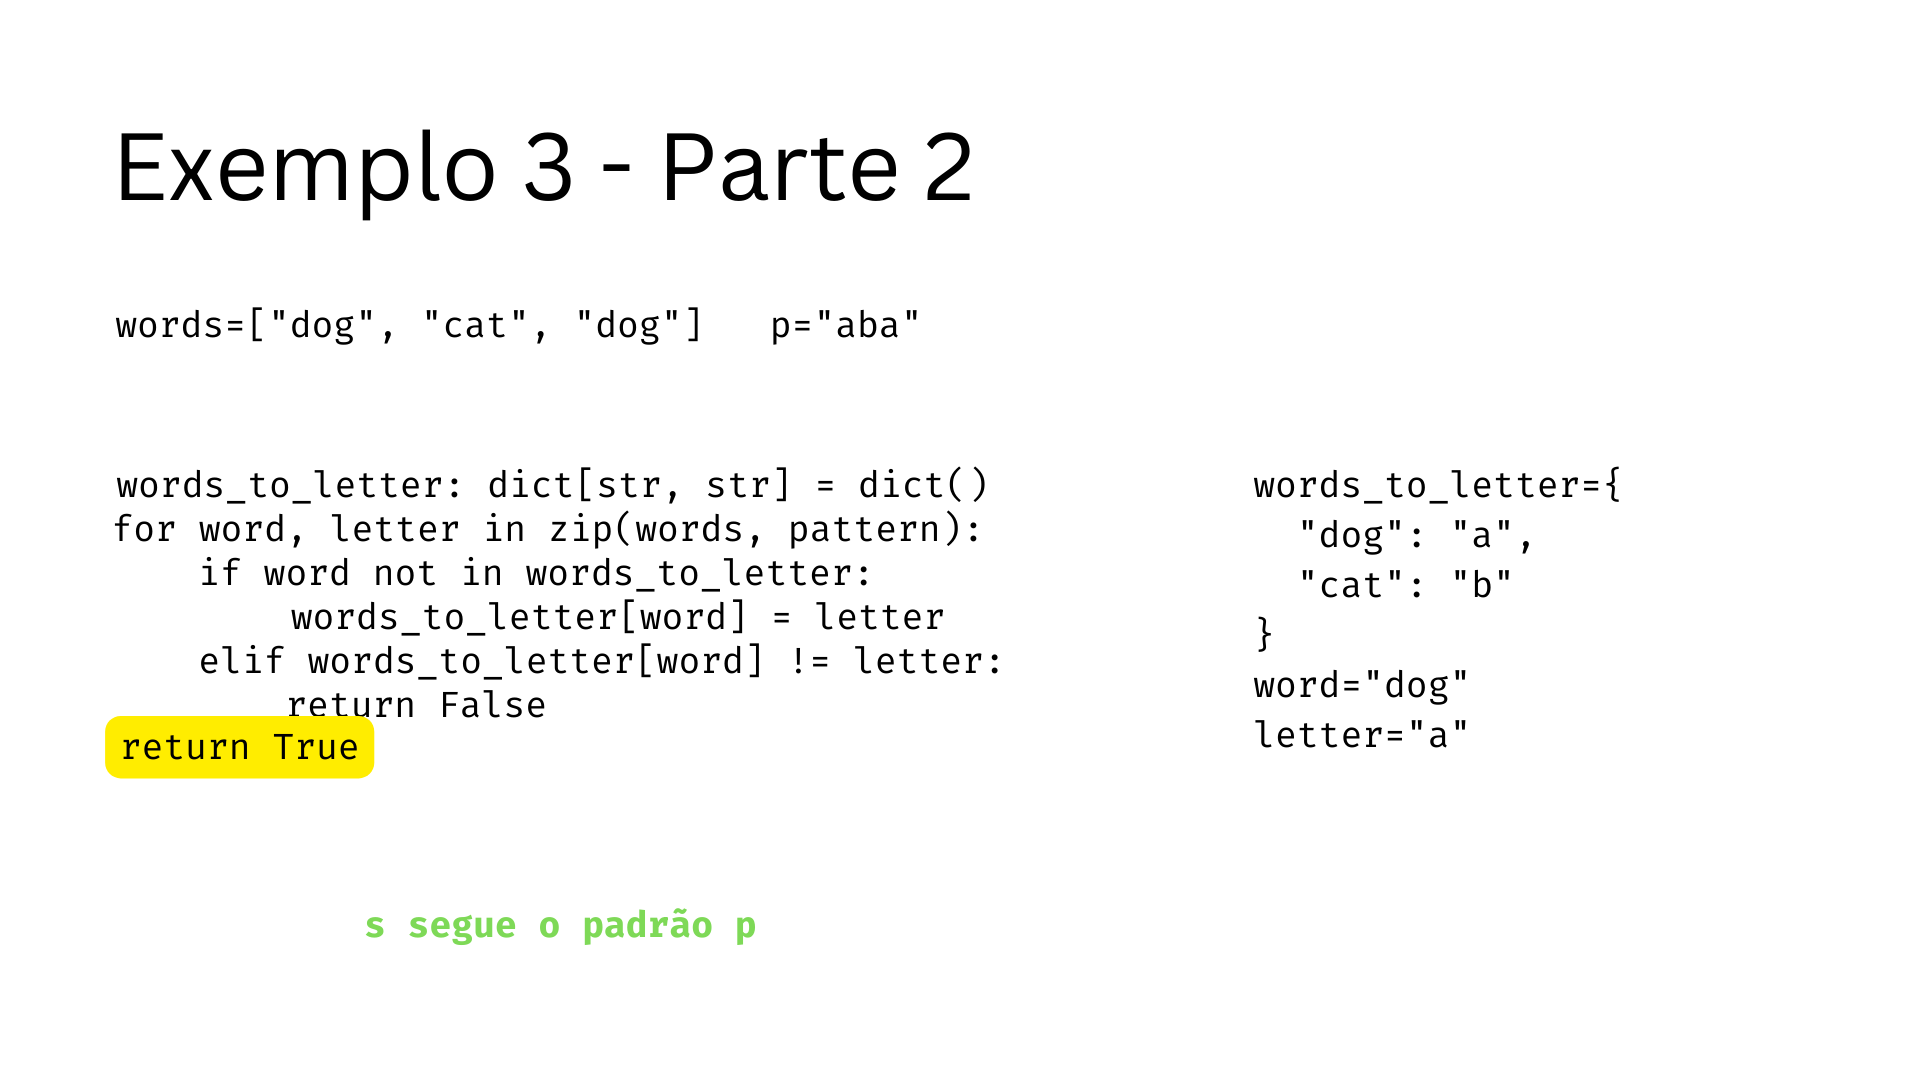 Exemplo 3 - Parte 2
words=["dog", "cat", "dog"]   p="aba"
words_to_letter: dict[str, str] = dict()
for word, letter in zip(words, pattern):
    if word not in words_to_letter:
        words_to_letter[word] = letter
    elif words_to_letter[word] != letter:
        return False
return True
words_to_letter={
  "dog": "a",
  "cat": "b"
}
word="dog"
letter="a"
s segue o padrão p